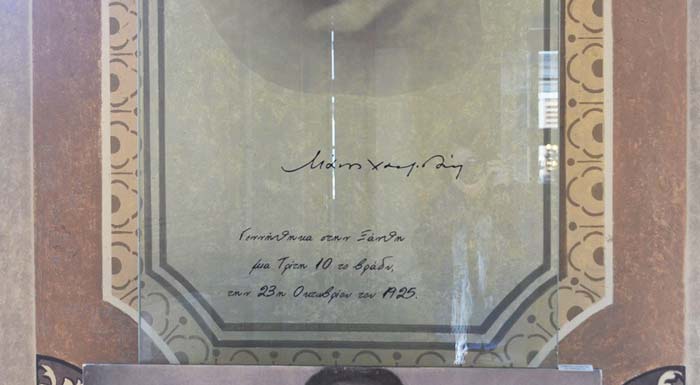 Μάνος Χατζιδάκις
Γεννήθηκα στην Ξάνθη
μια Τρίτη 10 το βράδυ,
την 23η Οκτωβρίου του 1925.